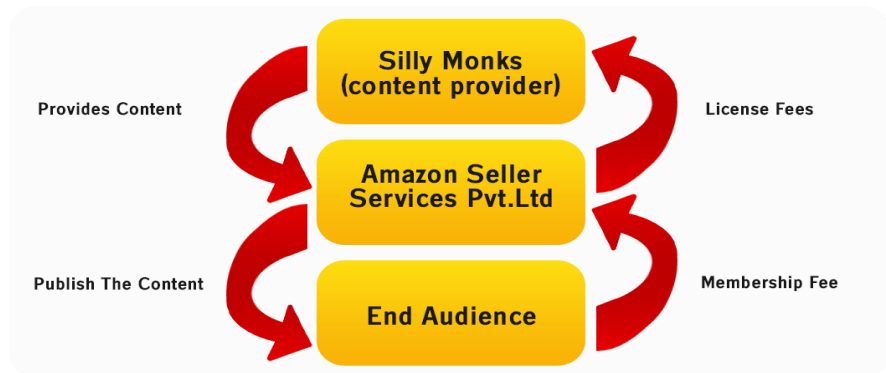 Silly Monks
(content provider)
Provides Content
License Fees
Amazon Seller
Services Pvt.Ltd
Publish The Content
Membership Fee
End Audience